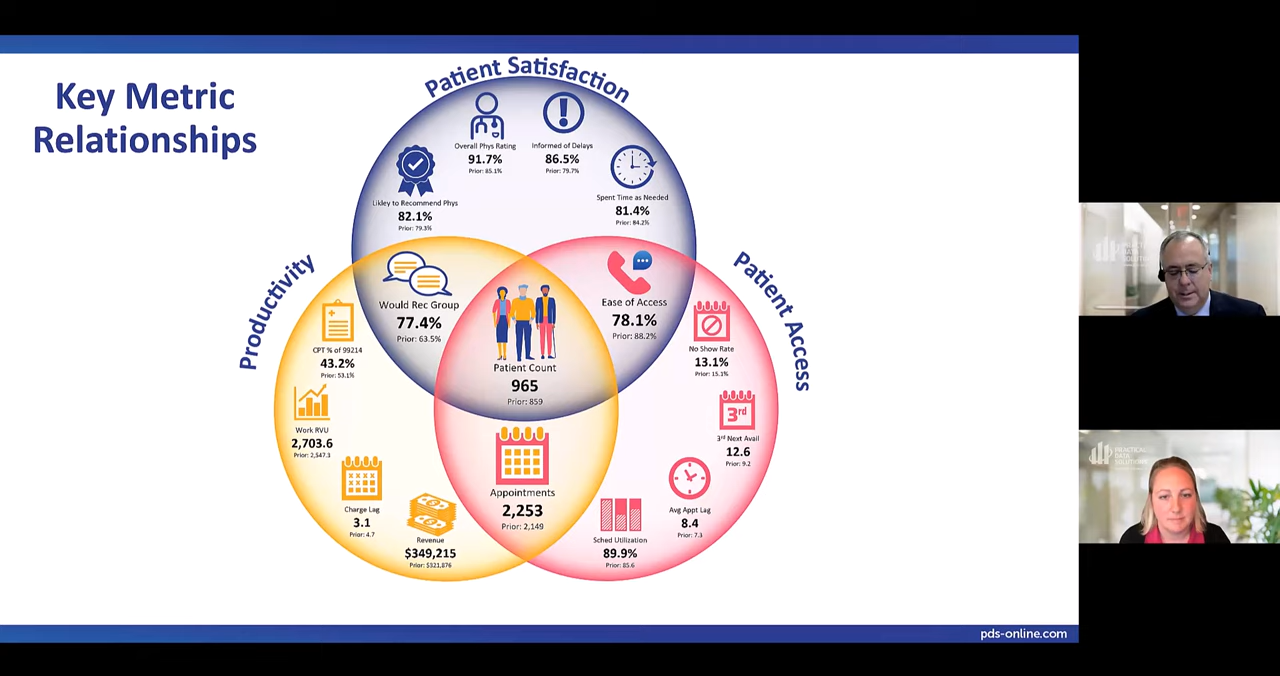 Key Metric
Relationships
Patient Satisfaction
Overall Phys Rating
91.7%
Prior: 85.1%
Informed of Delays
86.5%
Prior: 79.7%
Likley to Recommend Phys
82.1%
Prior: 79.3%
Spent Time as Needed
81.4%
Prior: 84.2%
Productivity
Would Rec Group
77.4%
Prior: 63.5%
Ease of Access
78.1%
Prior: 88.2%
Patient Access
Patient Count
965
Prior: 859
CPT % of 99214
43.2%
Prior: 53.1%
Work RVU
2,703.6
Prior: 2,547.3
Charge Lag
3.1
Prior: 4.7
Revenue
$349,215
Prior: $321,876
Appointments
2,253
Prior: 2,149
No Show Rate
13.1%
Prior: 15.1%
3rd
3rd Next Avail
12.6
Prior: 9.2
Avg Appt Lag
8.4
Prior: 7.3
Sched Utilization
89.9%
Prior: 85.6
pds-online.com
PRACTICAL
DATA
SOLUTIONS